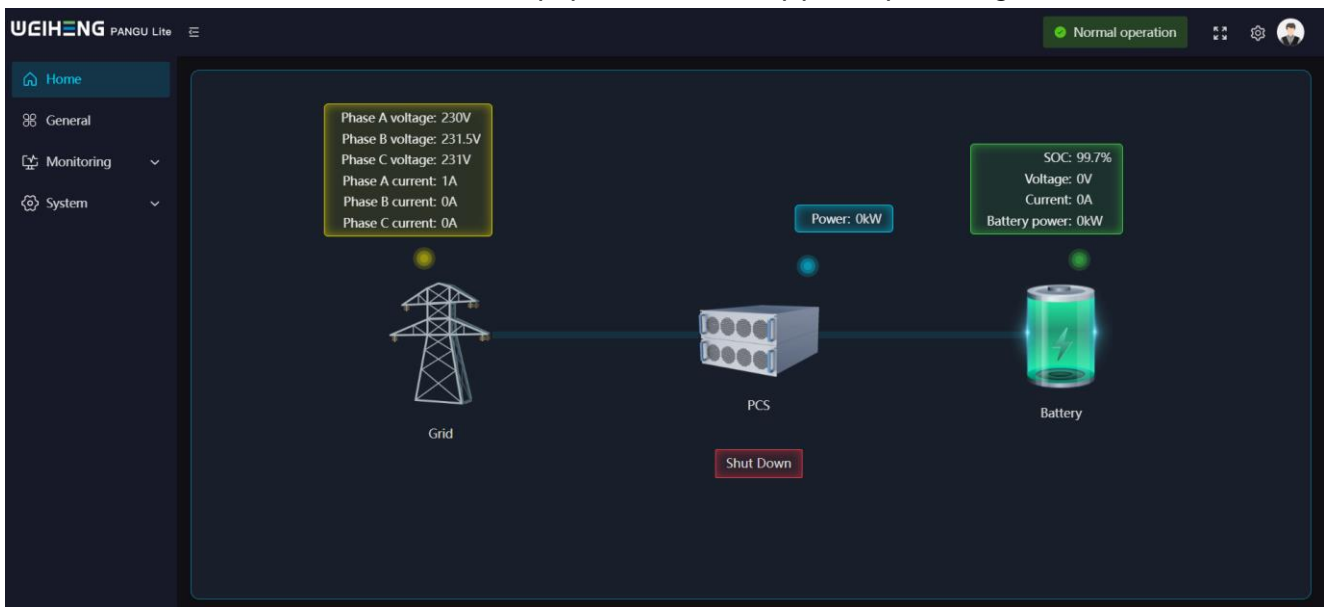 WEIHENG PANGU Lite
Normal operation
Home
General
Monitoring
System
Phase A voltage: 230V
Phase B voltage: 231.5V
Phase C voltage: 231V
Phase A current: 1A
Phase B current: 0A
Phase C current: 0A
Power: 0kW
SOC: 99.7%
Voltage: 0V
Current: 0A
Battery power: 0kW
Grid
PCS
Battery
Shut Down